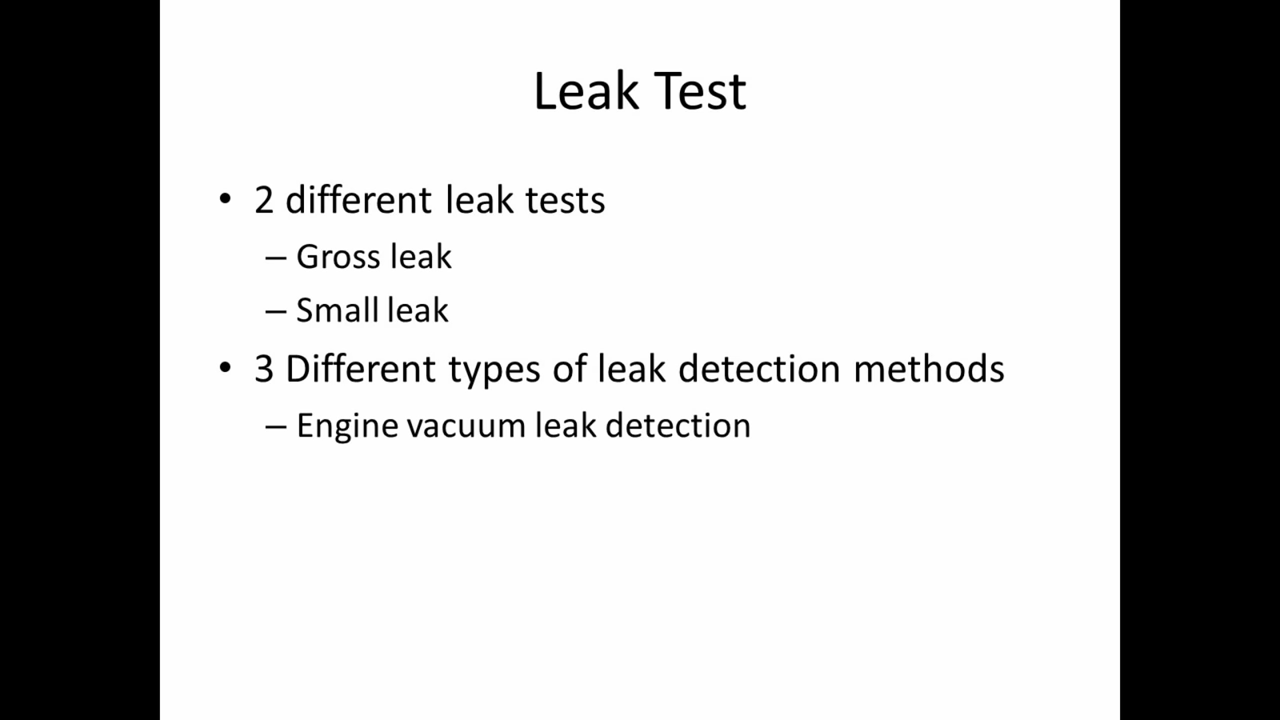 Leak Test
• 2 different leak tests
– Gross leak
– Small leak
• 3 Different types of leak detection methods
– Engine vacuum leak detection